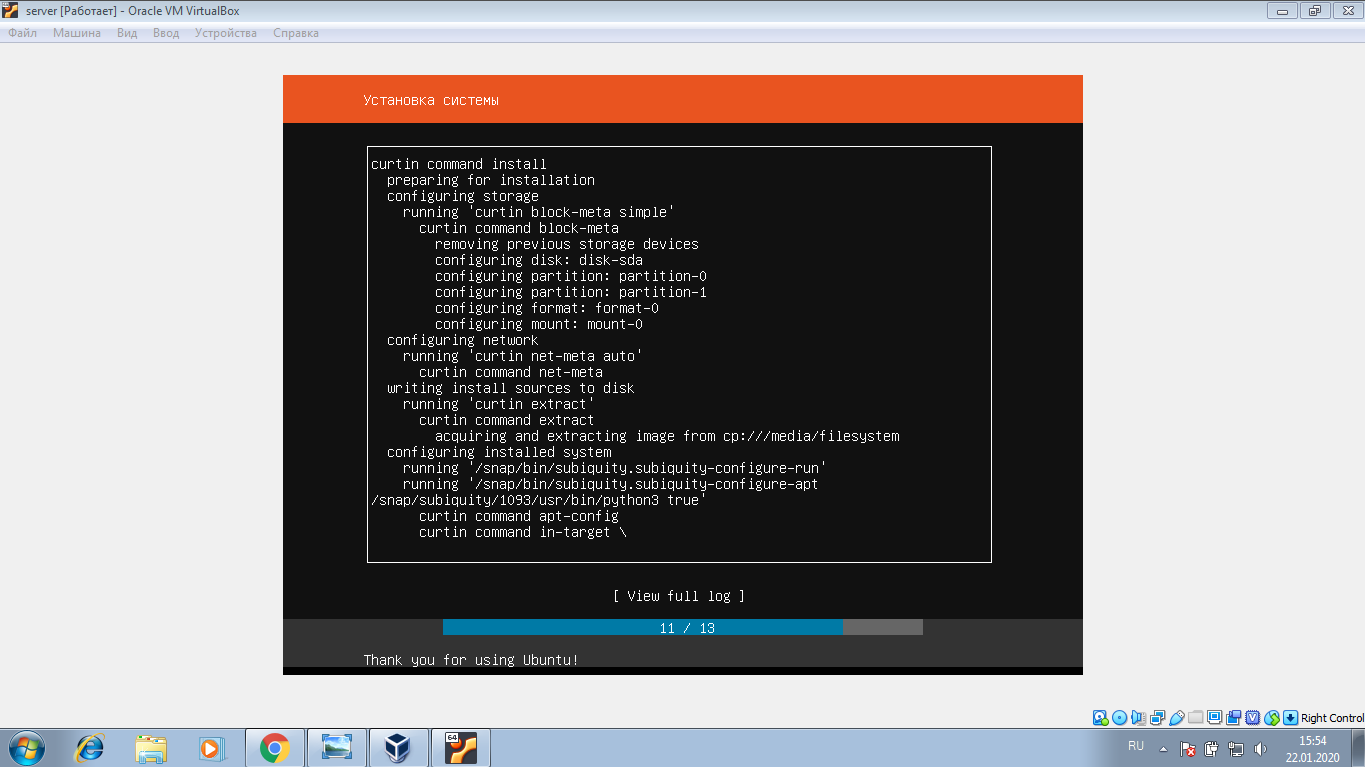 server [Работает] - Oracle VM VirtualBox
Файл Машина Вид Ввод Устройства Справка
Установка системы
curtin command install
preparing for installation
configuring storage
running 'curtin block-meta simple'
curtin command block-meta
removing previous storage devices
configuring disk: disk-sda
configuring partition: partition-0
configuring partition: partition-1
configuring format: format-0
configuring mount: mount-0
configuring network
running 'curtin net-meta auto'
curtin command net-meta
writing install sources to disk
running 'curtin extract'
curtin command extract
acquiring and extracting image from cp:///media/filesystem
configuring installed system
running '/snap/bin/subiquity.subiquity-configure-run'
running '/snap/bin/subiquity.subiquity-configure-apt
/snap/subiquity/1093/usr/bin/python3 true'
curtin command apt-config
curtin command in-target \
[ View full log ]
11 / 13
Thank you for using Ubuntu!
Right Control
64
RU
15:54
22.01.2020